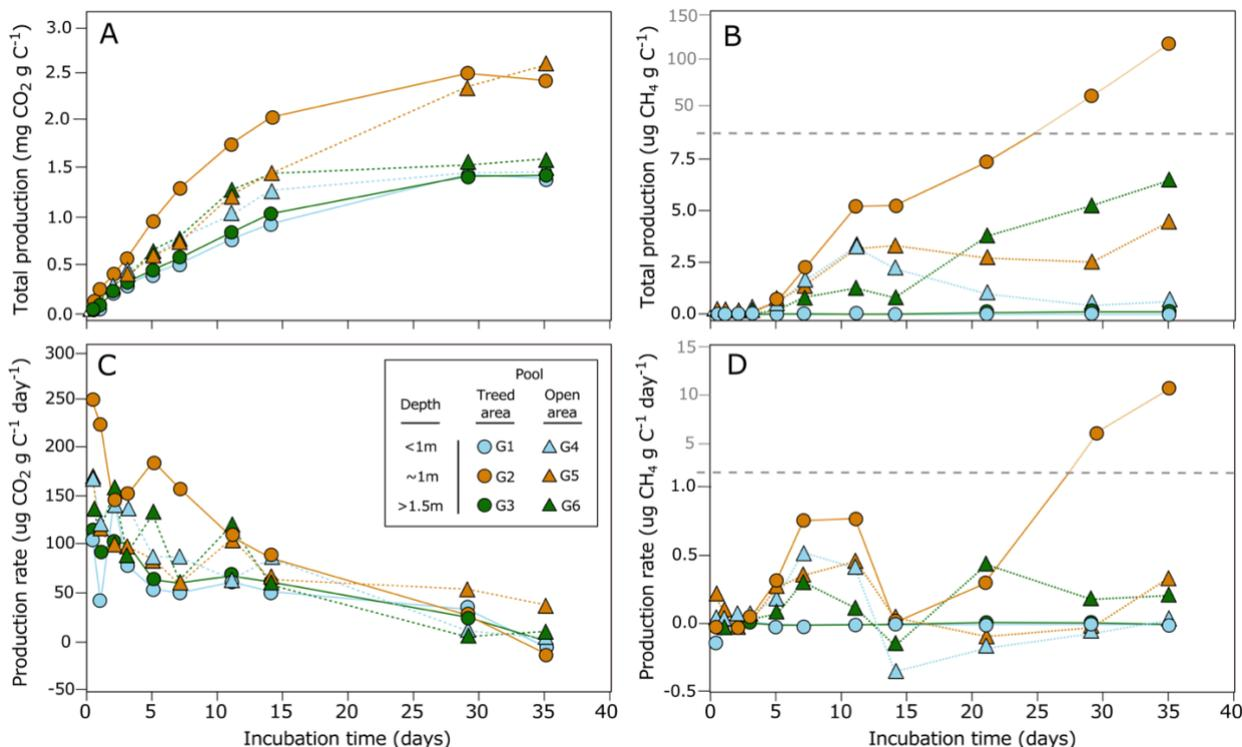 A
Total production (mg CO2 g C-1)
3.0
2.5
2.0
1.5
1.0
0.5
0.0
B
Total production (ug CH4 g C-1)
150
100
50
7.5
5.0
2.5
0.0
C
Production rate (ug CO2 g C-1 day-1)
300
250
200
150
100
50
0
-50
0 5 10 15 20 25 30 35 40
Incubation time (days)
Pool
Depth Treed area Open area
<1m G1 G4
~1m G2 G5
>1.5m G3 G6
D
Production rate (ug CH4 g C-1 day-1)
15
10
5
1.0
0.5
0.0
-0.5
0 5 10 15 20 25 30 35 40
Incubation time (days)